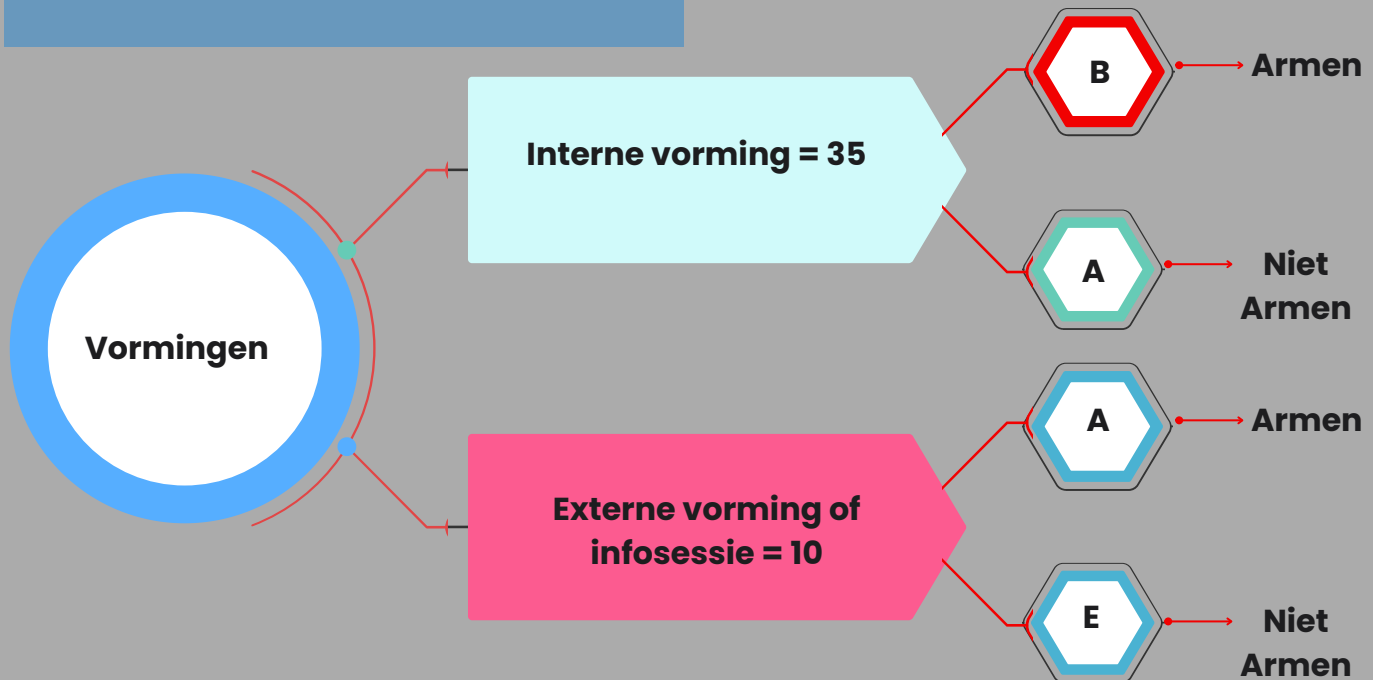 Vormingen
Interne vorming = 35
B
Armen
A
Niet
Armen
Externe vorming of
infosessie = 10
A
Armen
E
Niet
Armen